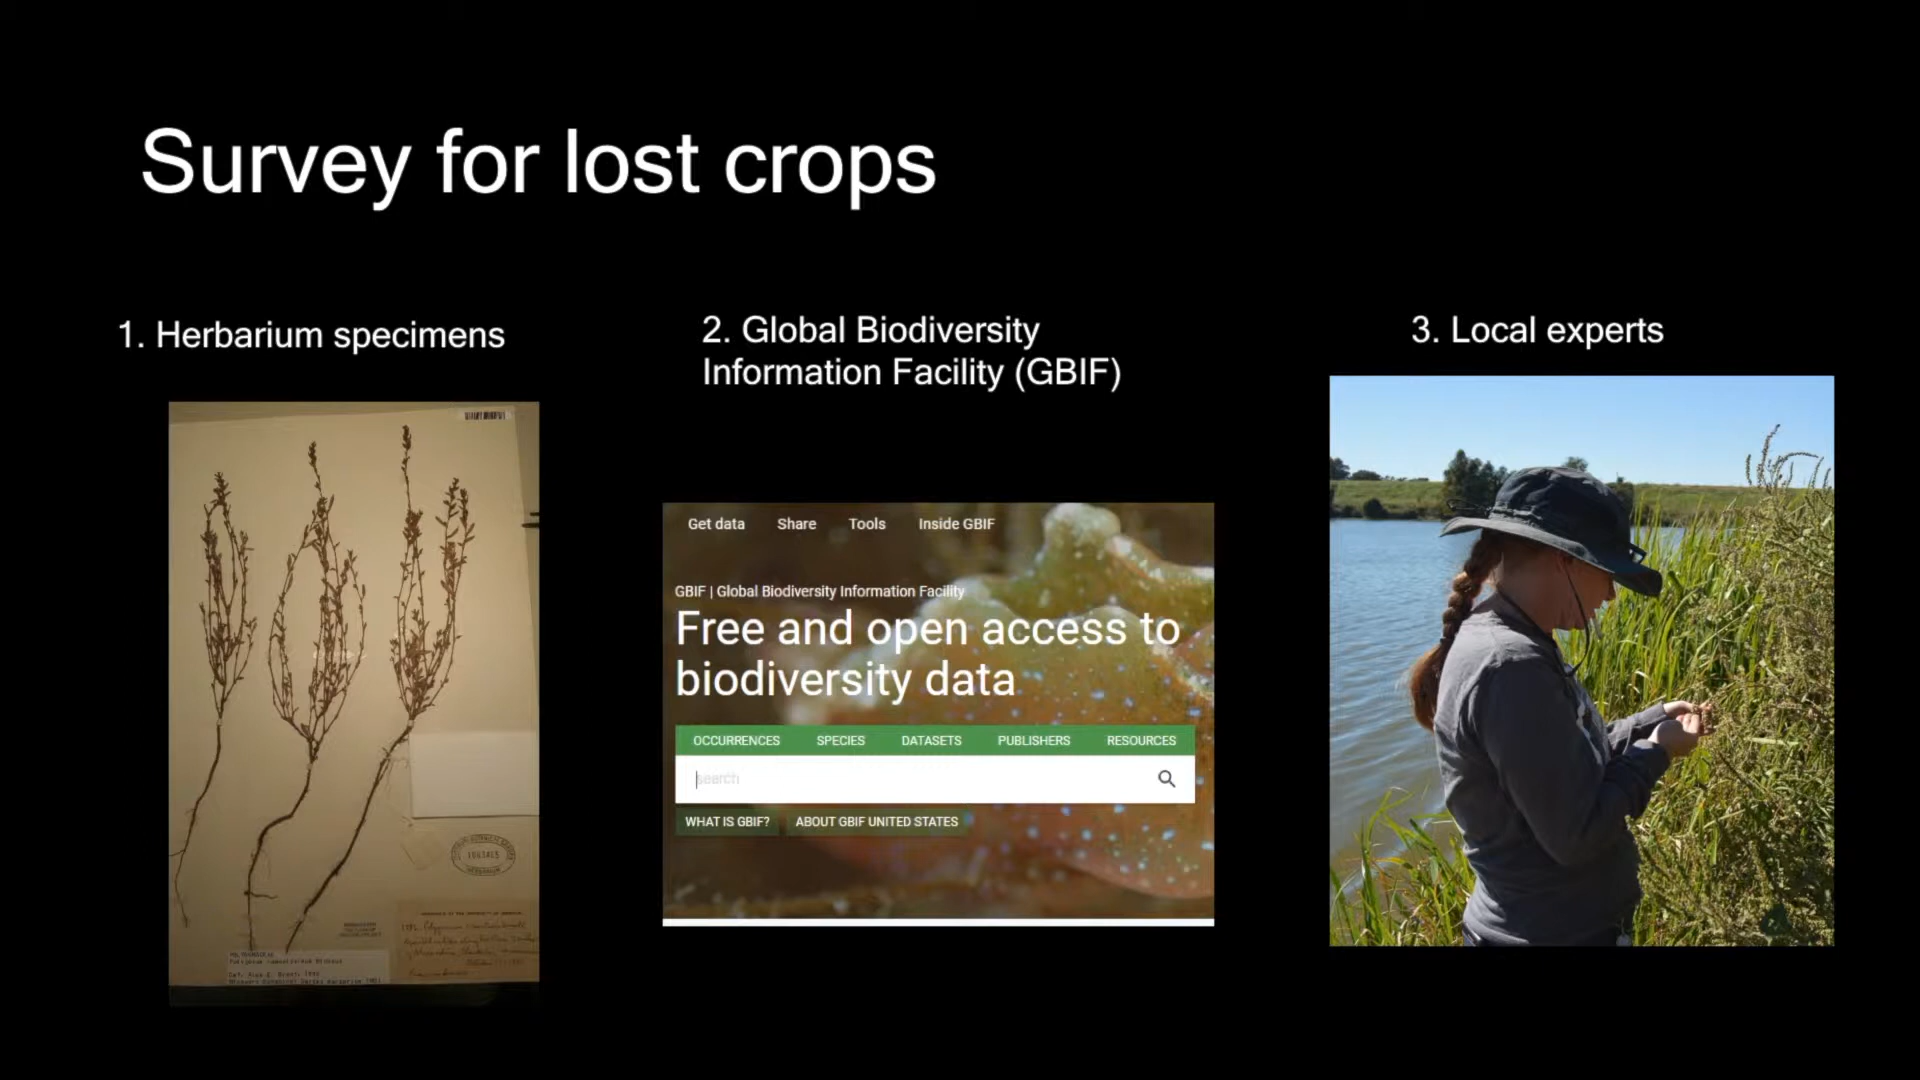 Survey for lost crops
1. Herbarium specimens
2. Global Biodiversity
Information Facility (GBIF)
3. Local experts
Get data Share Tools Inside GBIF
GBIF | Global Biodiversity Information Facility
Free and open access to
biodiversity data
OCCURRENCES SPECIES DATASETS PUBLISHERS RESOURCES
search
WHAT IS GBIF? ABOUT GBIF UNITED STATES